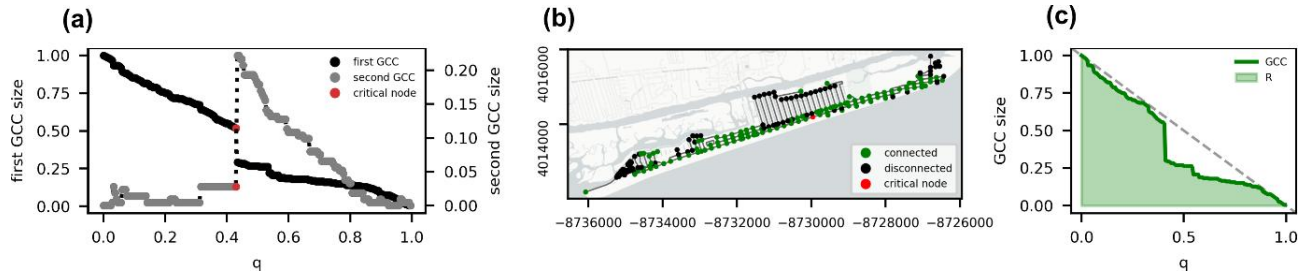 (a)
first GCC size
1.00
0.75
0.50
0.25
0.00
0.0
0.2
0.4
0.6
0.8
1.0
q
0.20
0.15
0.10
0.05
0.00
second GCC size
first GCC
second GCC
critical node
(b)
4016000
4014000
−8736000
−8734000
−8732000
−8730000
−8728000
−8726000
connected
disconnected
critical node
(c)
GCC size
1.00
0.75
0.50
0.25
0.00
0.0
0.5
1.0
q
GCC
R